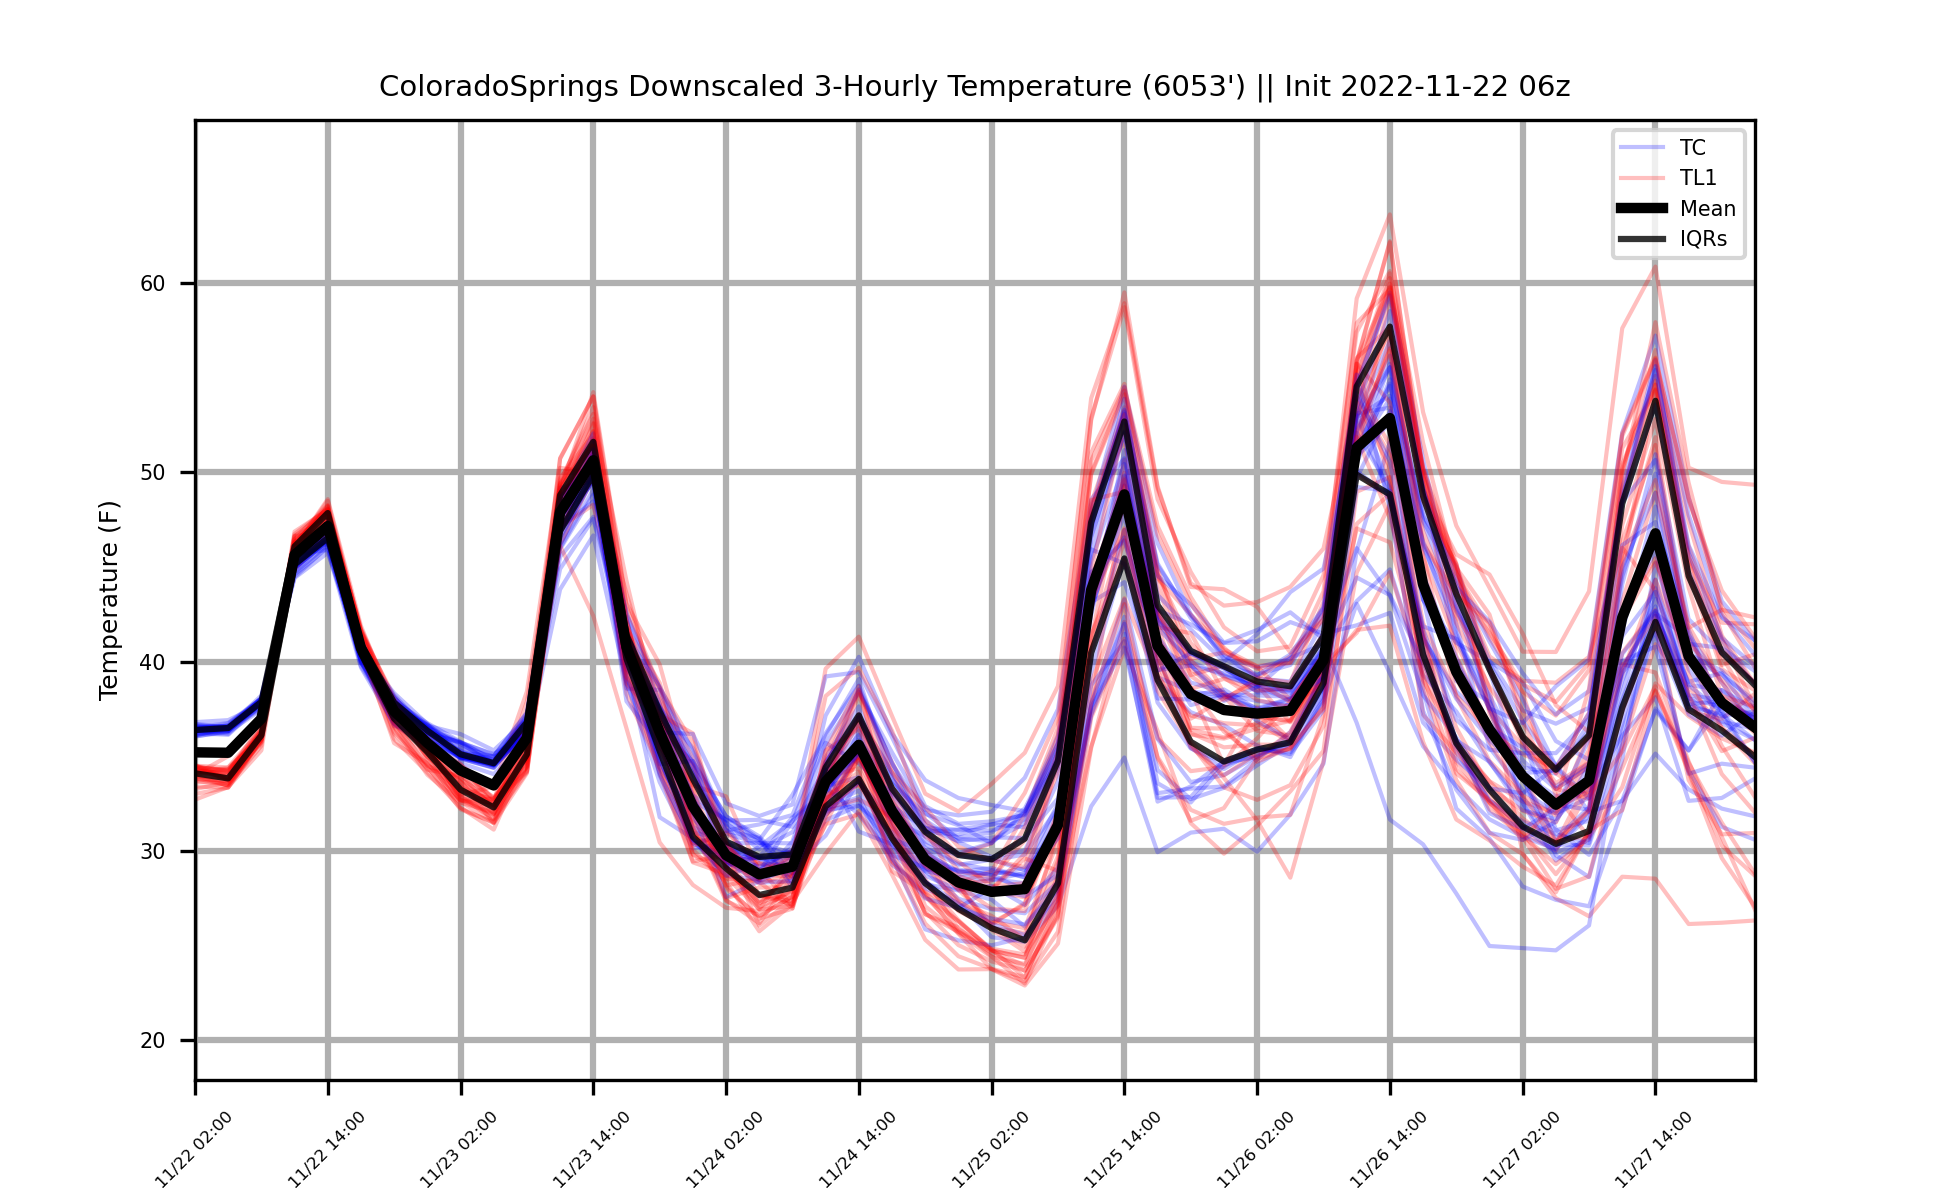 ColoradoSprings Downscaled 3-Hourly Temperature (6053') || Init 2022-11-22 06z
TC
TL1
Mean
IQRs
Temperature (F)
60
50
40
30
20
11/22 02:00
11/22 14:00
11/23 02:00
11/23 14:00
11/24 02:00
11/24 14:00
11/25 02:00
11/25 14:00
11/26 02:00
11/26 14:00
11/27 02:00
11/27 14:00